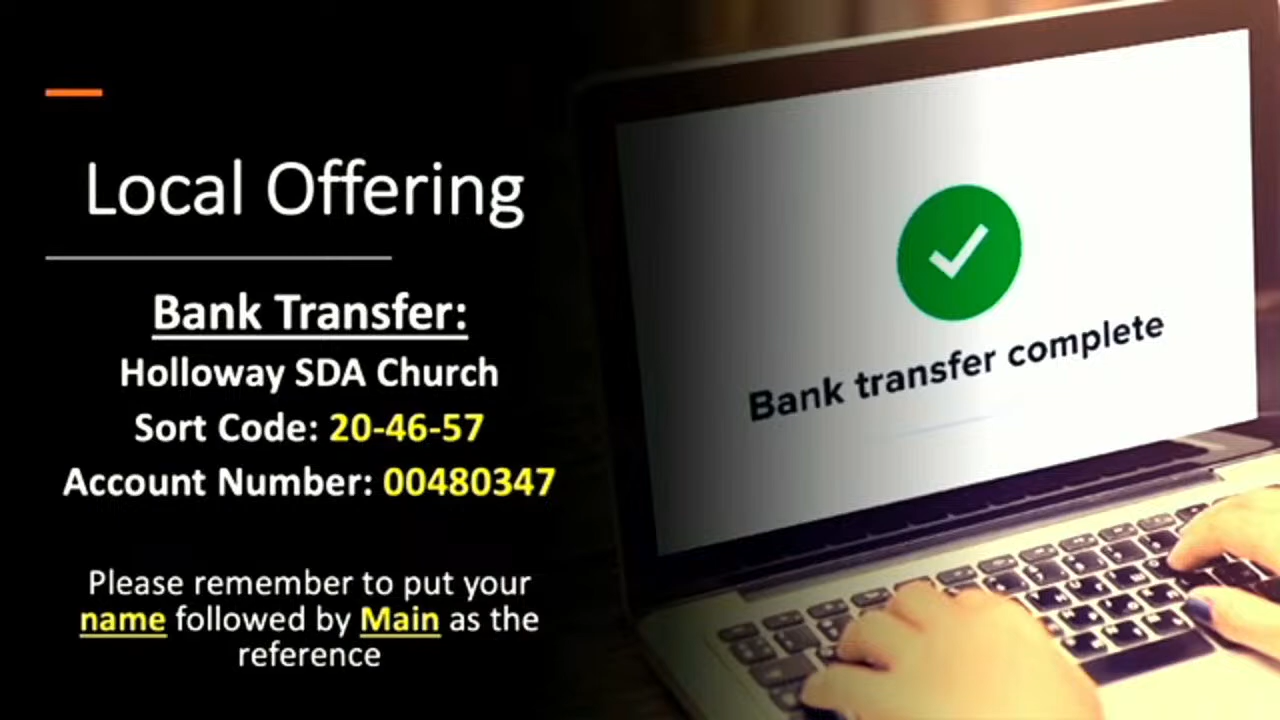 Local Offering
Bank Transfer:
Holloway SDA Church
Sort Code: 20-46-57
Account Number: 00480347
Please remember to put your
name followed by Main as the
reference
Bank transfer complete